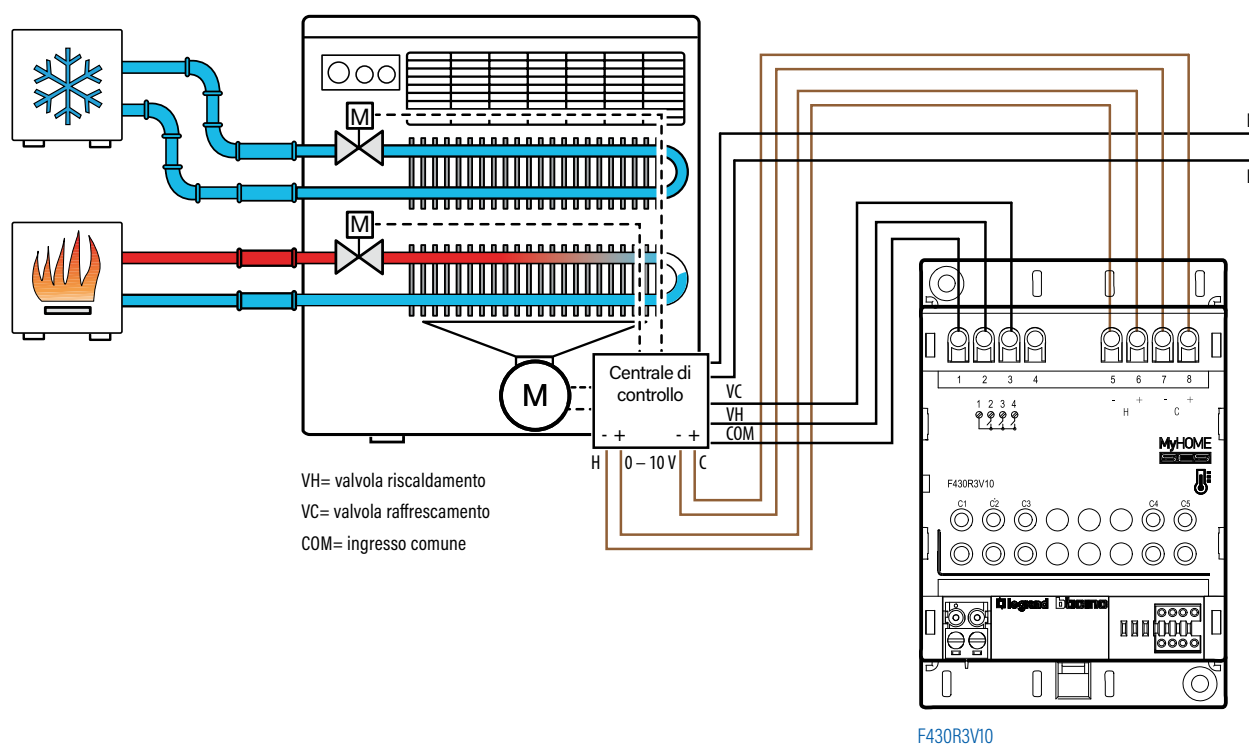 M
M
M
Centrale di
controllo
- +
- +
H
0 – 10 V
C
VC
VH
COM
VH= valvola riscaldamento
VC= valvola raffrescamento
COM= ingresso comune
1 2 3 4
5 6 7 8
- + - +
H C
1 2 3 4
MyHOME
SCS
F430R3V10
C1 C2 C3 C4 C5
legrand bticino
F430R3V10